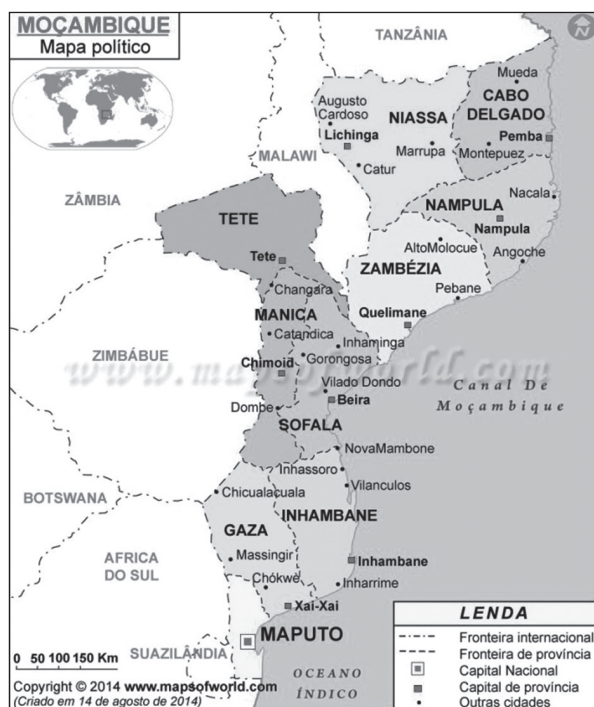 MOÇAMBIQUE
Mapa político
N
TANZÂNIA
Mueda
CABO
DELGADO
Augusto
Cardoso
NIASSA
Lichinga
Pemba
Marrupa
Montepuez
MALAWI
Catur
ZÂMBIA
Nacala
NAMPULA
Nampula
TETE
AltoMolocue
Angoche
Tete
ZAMBÉZIA
Changara
Pebane
MANICA
Quelimane
Catandica
Inhaminga
ZIMBÁBUE
Gorongosa
Chimoid
www.mapsofworld.com
Vilado Dondo
Canal De
Moçambique
Beira
Dombe
SOFALA
NovaMambone
Inhassoro
BOTSWANA
Chicualacuala
Vilanculos
GAZA
INHAMBANE
AFRICA
DO SUL
Massingir
Inhambane
Chókwè
Inharrime
Xai-Xai
MAPUTO
SUAZILÂNDIA
0 50 100 150 Km
OCEANO
ÍNDICO
LENDA
Fronteira internacional
Fronteira de província
Capital Nacional
Capital de província
Outras cidades
Copyright © 2014 www.mapsofworld.com
(Criado em 14 de agosto de 2014)